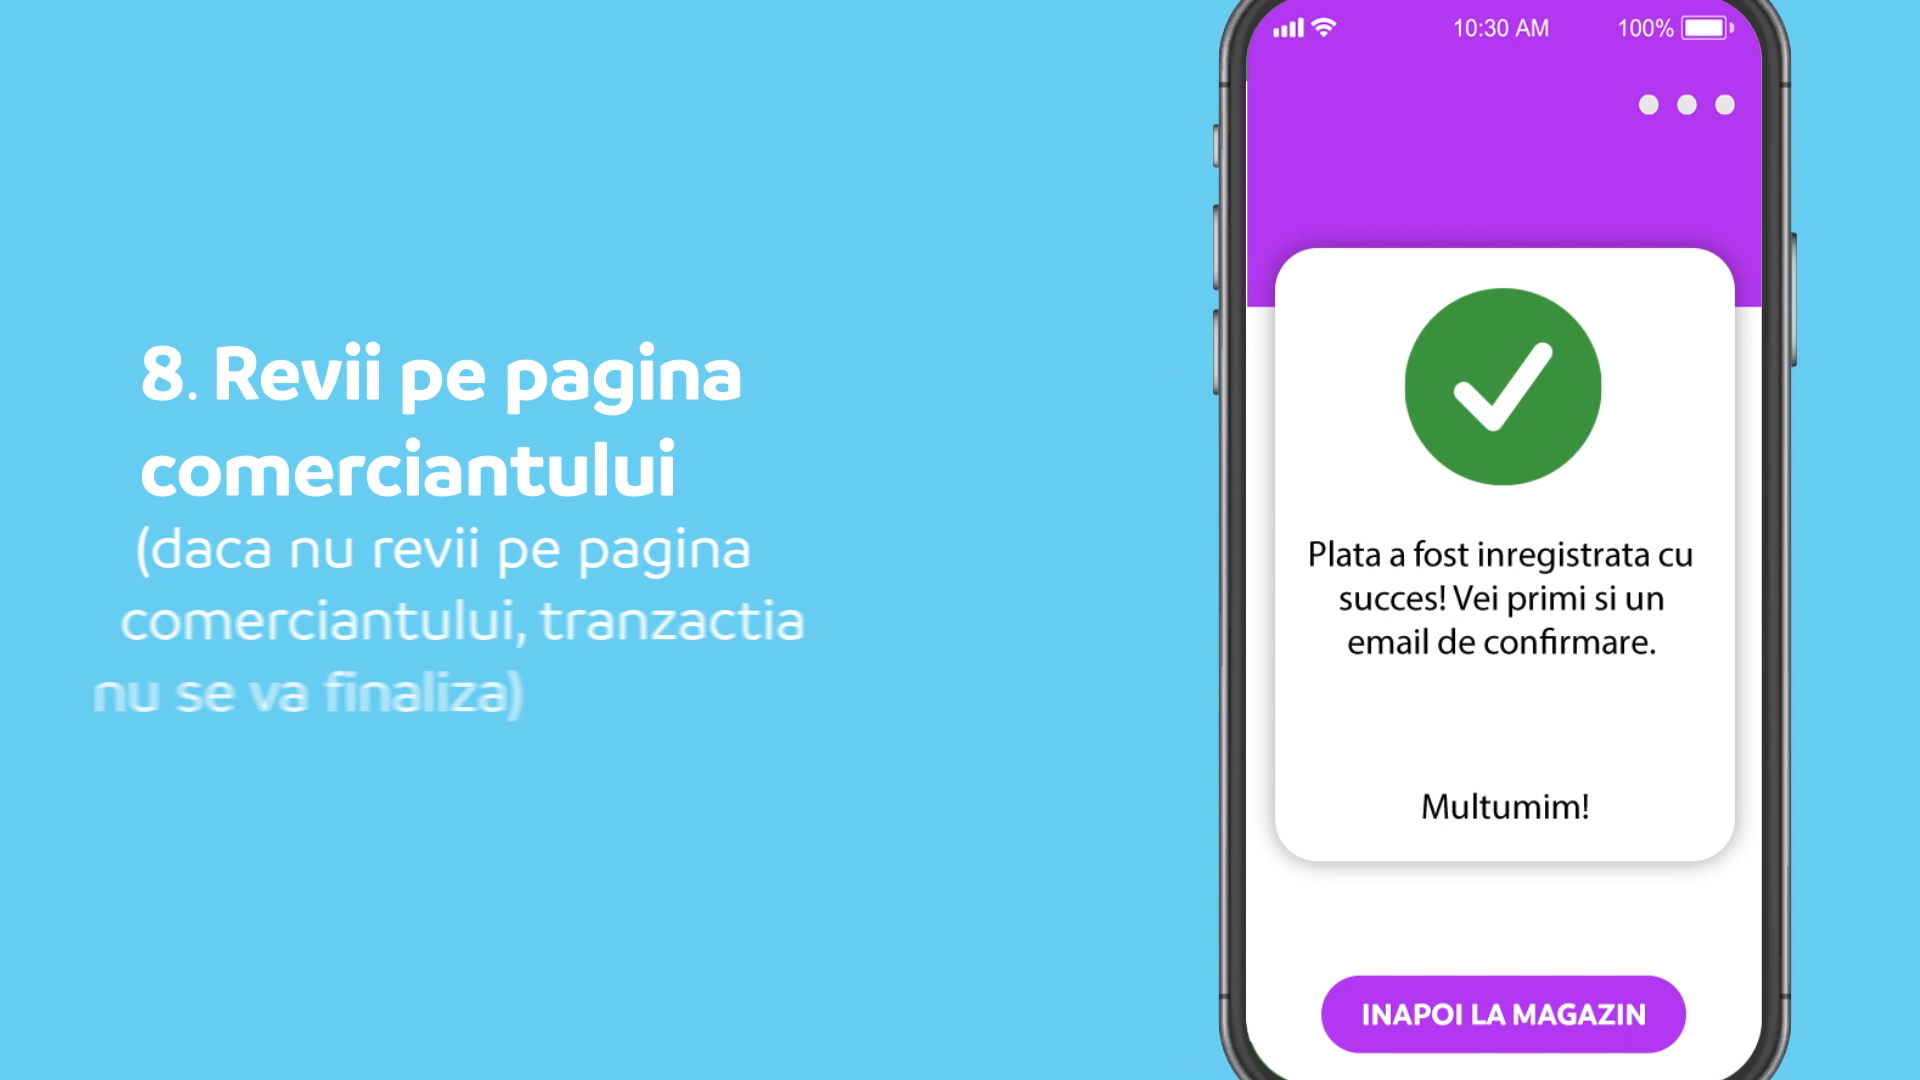 8. Revii pe pagina
comerciantului
(daca nu revii pe pagina
comerciantului, tranzactia
nu se va finaliza)
10:30 AM
100%
Plata a fost inregistrata cu
succes! Vei primi si un
email de confirmare.
Multumim!
INAPOI LA MAGAZIN